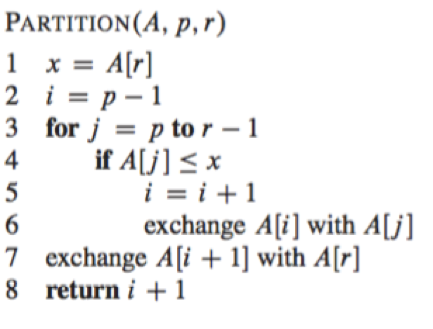 PARTITION(A, p, r)
1 x = A[r]
2 i = p − 1
3 for j = p to r − 1
4 if A[j] ≤ x
5 i = i + 1
6 exchange A[i] with A[j]
7 exchange A[i + 1] with A[r]
8 return i + 1